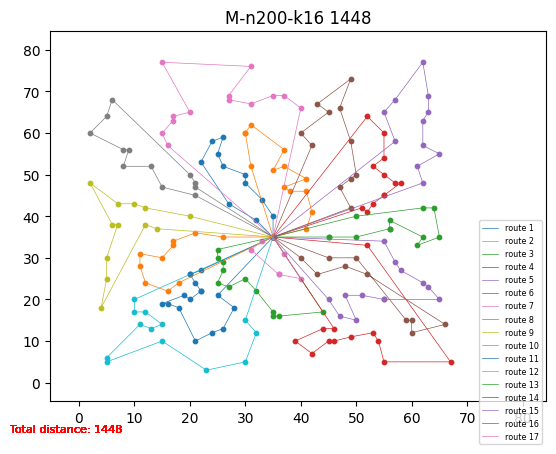 M-n200-k16 1448
80
70
60
50
40
30
20
10
0
0 10 20 30 40 50 60 70 80
route 1
route 2
route 3
route 4
route 5
route 6
route 7
route 8
route 9
route 10
route 11
route 12
route 13
route 14
route 15
route 16
route 17
Total distance: 1448